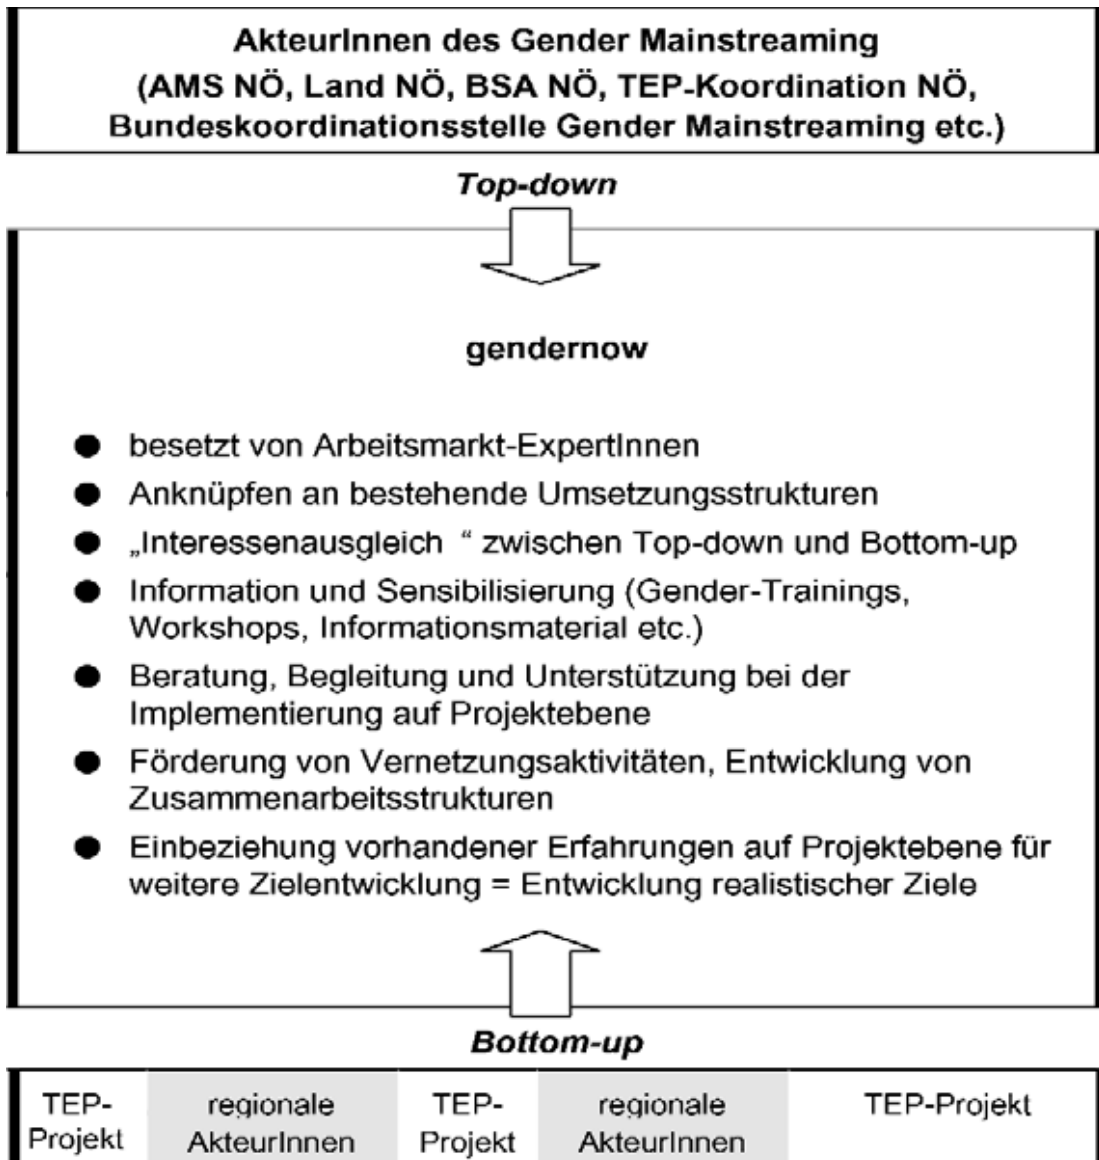 AkteurInnen des Gender Mainstreaming
(AMS NÖ, Land NÖ, BSA NÖ, TEP-Koordination NÖ,
Bundeskoordinationsstelle Gender Mainstreaming etc.)
Top-down
gendernow
● besetzt von Arbeitsmarkt-ExpertInnen
● Anknüpfen an bestehende Umsetzungsstrukturen
● „Interessenausgleich “ zwischen Top-down und Bottom-up
● Information und Sensibilisierung (Gender-Trainings,
Workshops, Informationsmaterial etc.)
● Beratung, Begleitung und Unterstützung bei der
Implementierung auf Projektebene
● Förderung von Vernetzungsaktivitäten, Entwicklung von
Zusammenarbeitsstrukturen
● Einbeziehung vorhandener Erfahrungen auf Projektebene für
weitere Zielentwicklung = Entwicklung realistischer Ziele
Bottom-up
TEP-
Projekt
regionale
AkteurInnen
TEP-
Projekt
regionale
AkteurInnen
TEP-Projekt